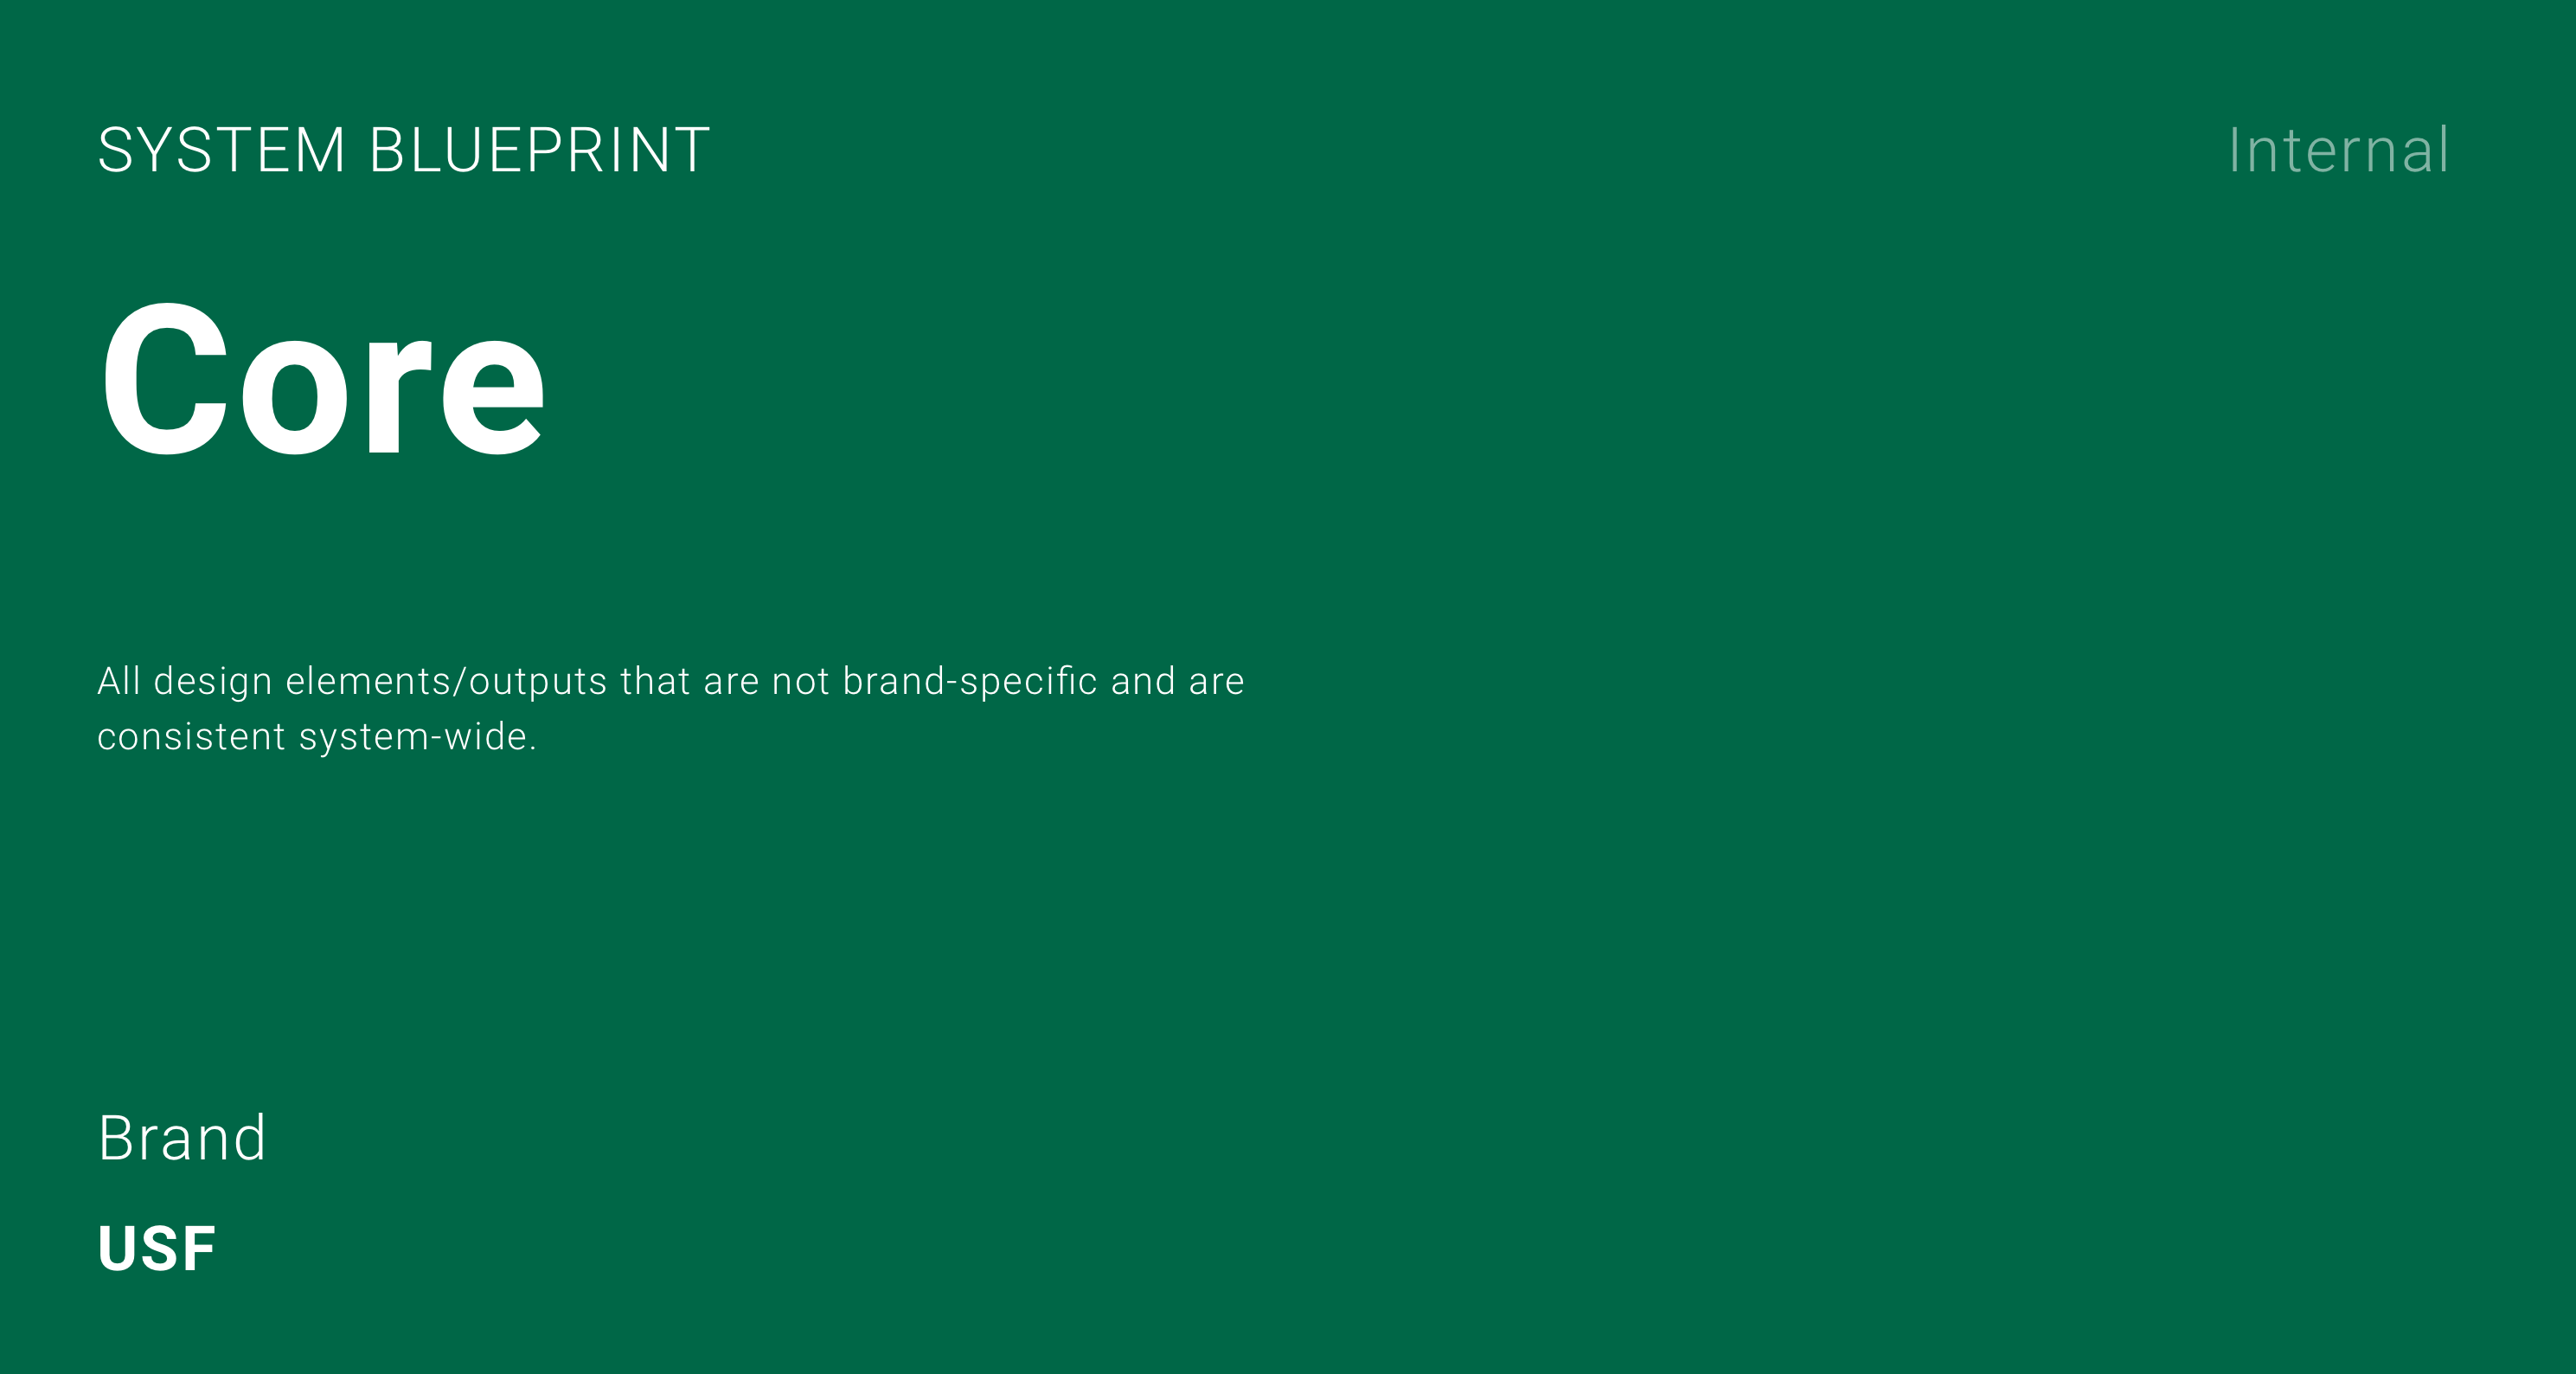 SYSTEM BLUEPRINT
Internal
Core
All design elements/outputs that are not brand-specific and are
consistent system-wide.
Brand
USF